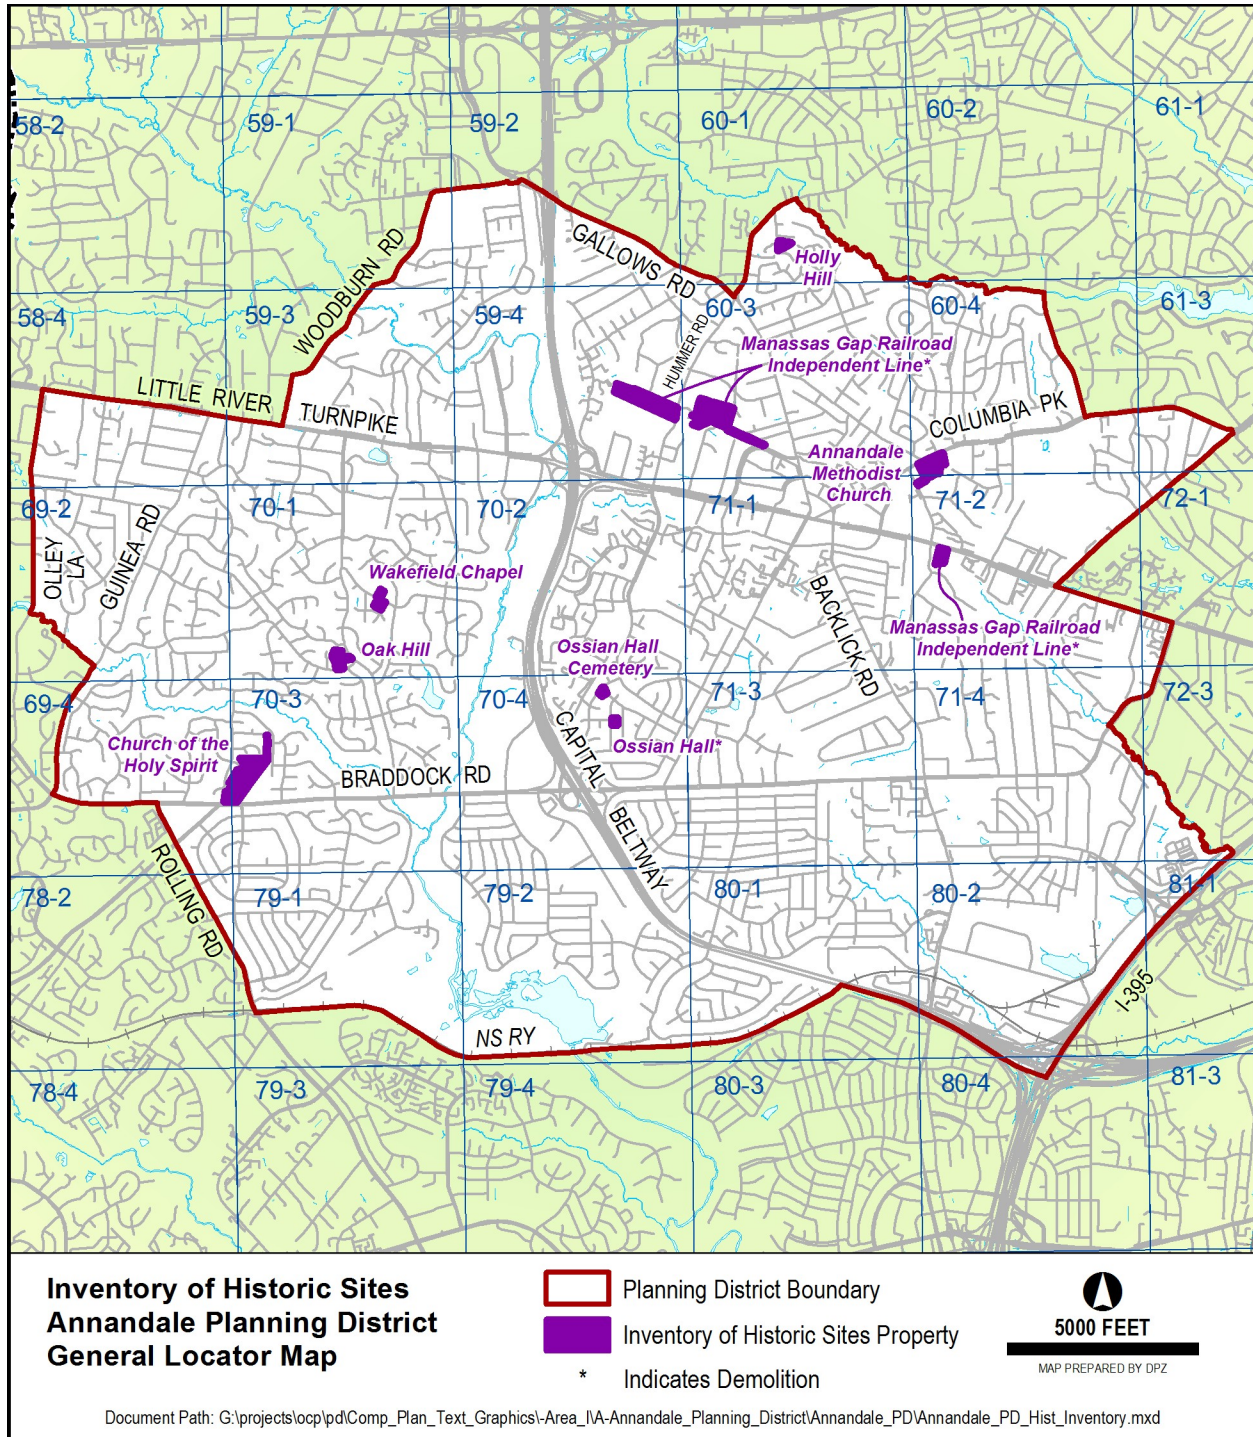 58-2
59-1
59-2
60-1
60-2
61-1
GALLOWS RD
WOODBURN RD
Holly
Hill
58-4
59-3
59-4
60-3
60-4
61-3
HUMMER RD
Manassas Gap Railroad
Independent Line*
LITTLE RIVER
TURNPIKE
COLUMBIA PK
Annandale
Methodist
Church
69-2
70-1
70-2
71-1
71-2
72-1
OLLEY
LA
GUINEA RD
Wakefield Chapel
BACKLICK RD
Manassas Gap Railroad
Independent Line*
Oak Hill
Ossian Hall
Cemetery
69-4
70-3
70-4
71-3
71-4
72-3
Church of the
Holy Spirit
CAPITAL
BELTWAY
Ossian Hall*
BRADDOCK RD
ROLLING RD
78-2
79-1
79-2
80-1
80-2
81-1
I-395
NS RY
78-4
79-3
79-4
80-3
80-4
81-3
Inventory of Historic Sites
Annandale Planning District
General Locator Map
Planning District Boundary
Inventory of Historic Sites Property
* Indicates Demolition
5000 FEET
MAP PREPARED BY DPZ
Document Path: G:\projects\ocp\pd\Comp_Plan_Text_Graphics\-Area_I\A-Annandale_Planning_District\Annandale_PD\Annandale_PD_Hist_Inventory.mxd